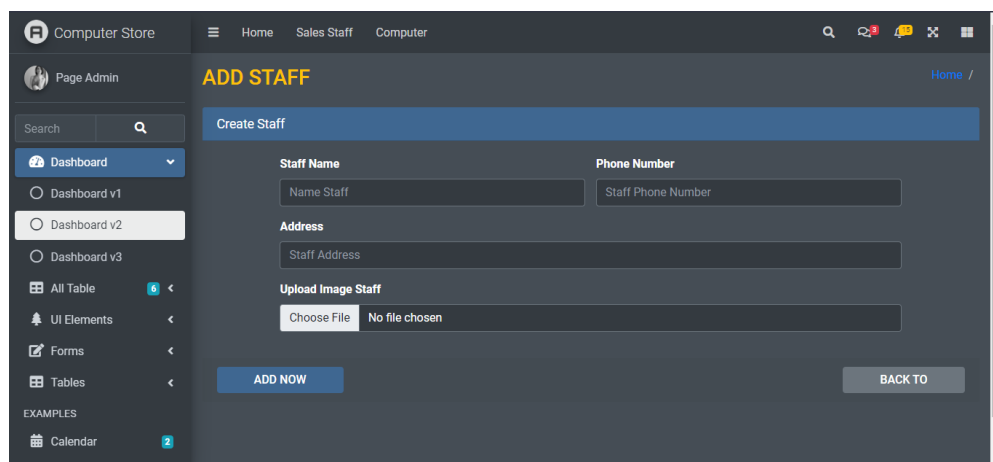 Computer Store
Home Sales Staff Computer
3
15
Page Admin
ADD STAFF
Home /
Search
Create Staff
Dashboard
Dashboard v1
Dashboard v2
Dashboard v3
All Table 6
UI Elements
Forms
Tables
EXAMPLES
Calendar 2
Staff Name
Phone Number
Name Staff
Staff Phone Number
Address
Staff Address
Upload Image Staff
Choose File No file chosen
ADD NOW
BACK TO